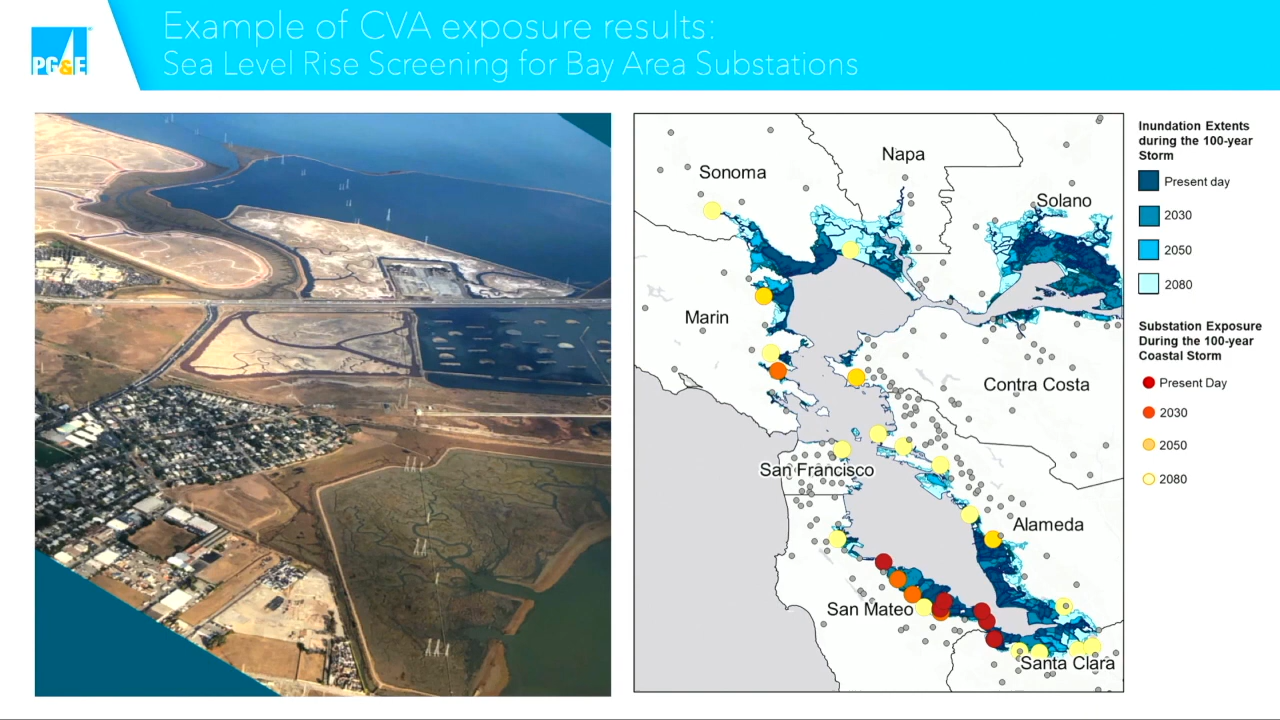 Example of CVA exposure results:
Sea Level Rise Screening for Bay Area Substations
PG&E
Sonoma
Napa
Solano
Marin
Contra Costa
San Francisco
Alameda
San Mateo
Santa Clara
Inundation Extents
during the 100-year
Storm
Present day
2030
2050
2080
Substation Exposure
During the 100-year
Coastal Storm
Present Day
2030
2050
2080